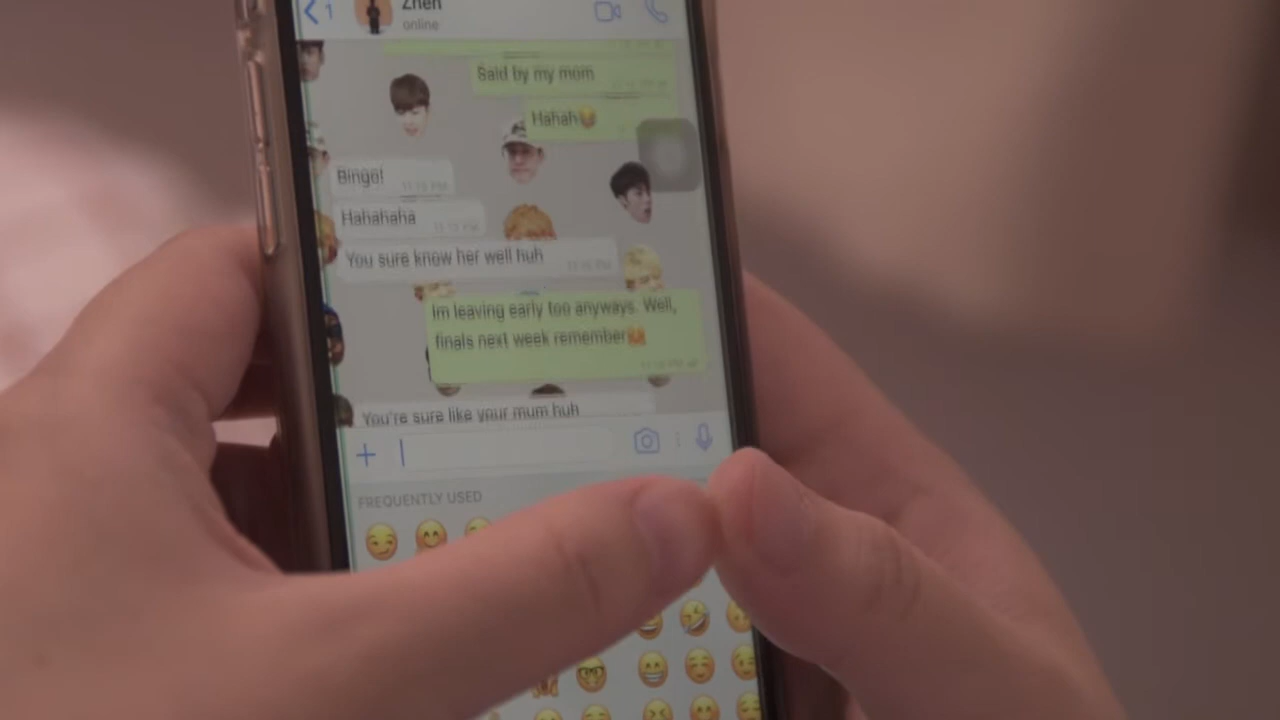 1
Zhen
online
Said by my mom
Hahah
Bingo!
Hahahaha
You sure know her well huh
Im leaving early too anyways. Well,
finals next week remember
You're sure like your mum huh
FREQUENTLY USED